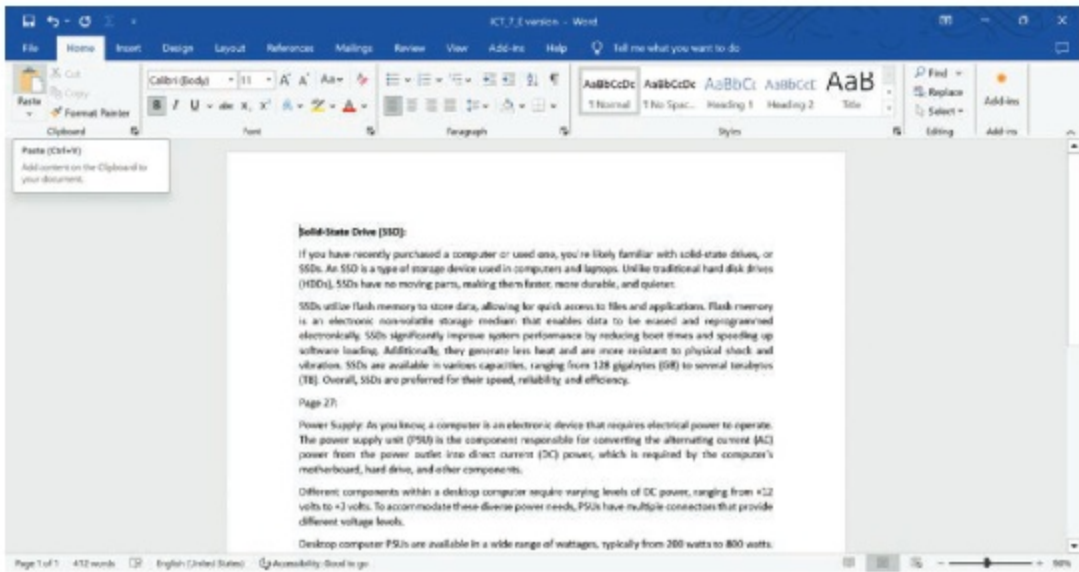 ICT_7_E version - Word
File Home Insert Design Layout References Mailings Review View Add-ins Help Tell me what you want to do
Paste Cut Copy Format Painter
Calibri (Body) 11
AaBbCcDc AaBbCcDc AaBbCc AaBbCcC AaB
1 Normal 1 No Spac... Heading 1 Heading 2 Title
Find Replace Select
Add-ins
Clipboard Font Paragraph Styles Editing Add-ins
Paste (Ctrl+V)
Add content on the Clipboard to
your document.
Solid-State Drive (SSD):
If you have recently purchased a computer or used one, you're likely familiar with solid-state drives, or
SSDs. An SSD is a type of storage device used in computers and laptops. Unlike traditional hard disk drives
(HDDs), SSDs have no moving parts, making them faster, more durable, and quieter.
SSDs utilize flash memory to store data, allowing for quick access to files and applications. Flash memory
is an electronic non-volatile storage medium that enables data to be erased and reprogrammed
electronically. SSDs significantly improve system performance by reducing boot times and speeding up
software loading. Additionally, they generate less heat and are more resistant to physical shock and
vibration. SSDs are available in various capacities, ranging from 128 gigabytes (GB) to several terabytes
(TB). Overall, SSDs are preferred for their speed, reliability, and efficiency.
Page 27:
Power Supply: As you know, a computer is an electronic device that requires electrical power to operate.
The power supply unit (PSU) is the component responsible for converting the alternating current (AC)
power from the power outlet into direct current (DC) power, which is required by the computer's
motherboard, hard drive, and other components.
Different components within a desktop computer require varying levels of DC power, ranging from +12
volts to +3 volts. To accommodate these diverse power needs, PSUs have multiple connectors that provide
different voltage levels.
Desktop computer PSUs are available in a wide range of wattages, typically from 200 watts to 800 watts.
Page 1 of 1 412 words English (United States) Accessibility: Good to go 90%